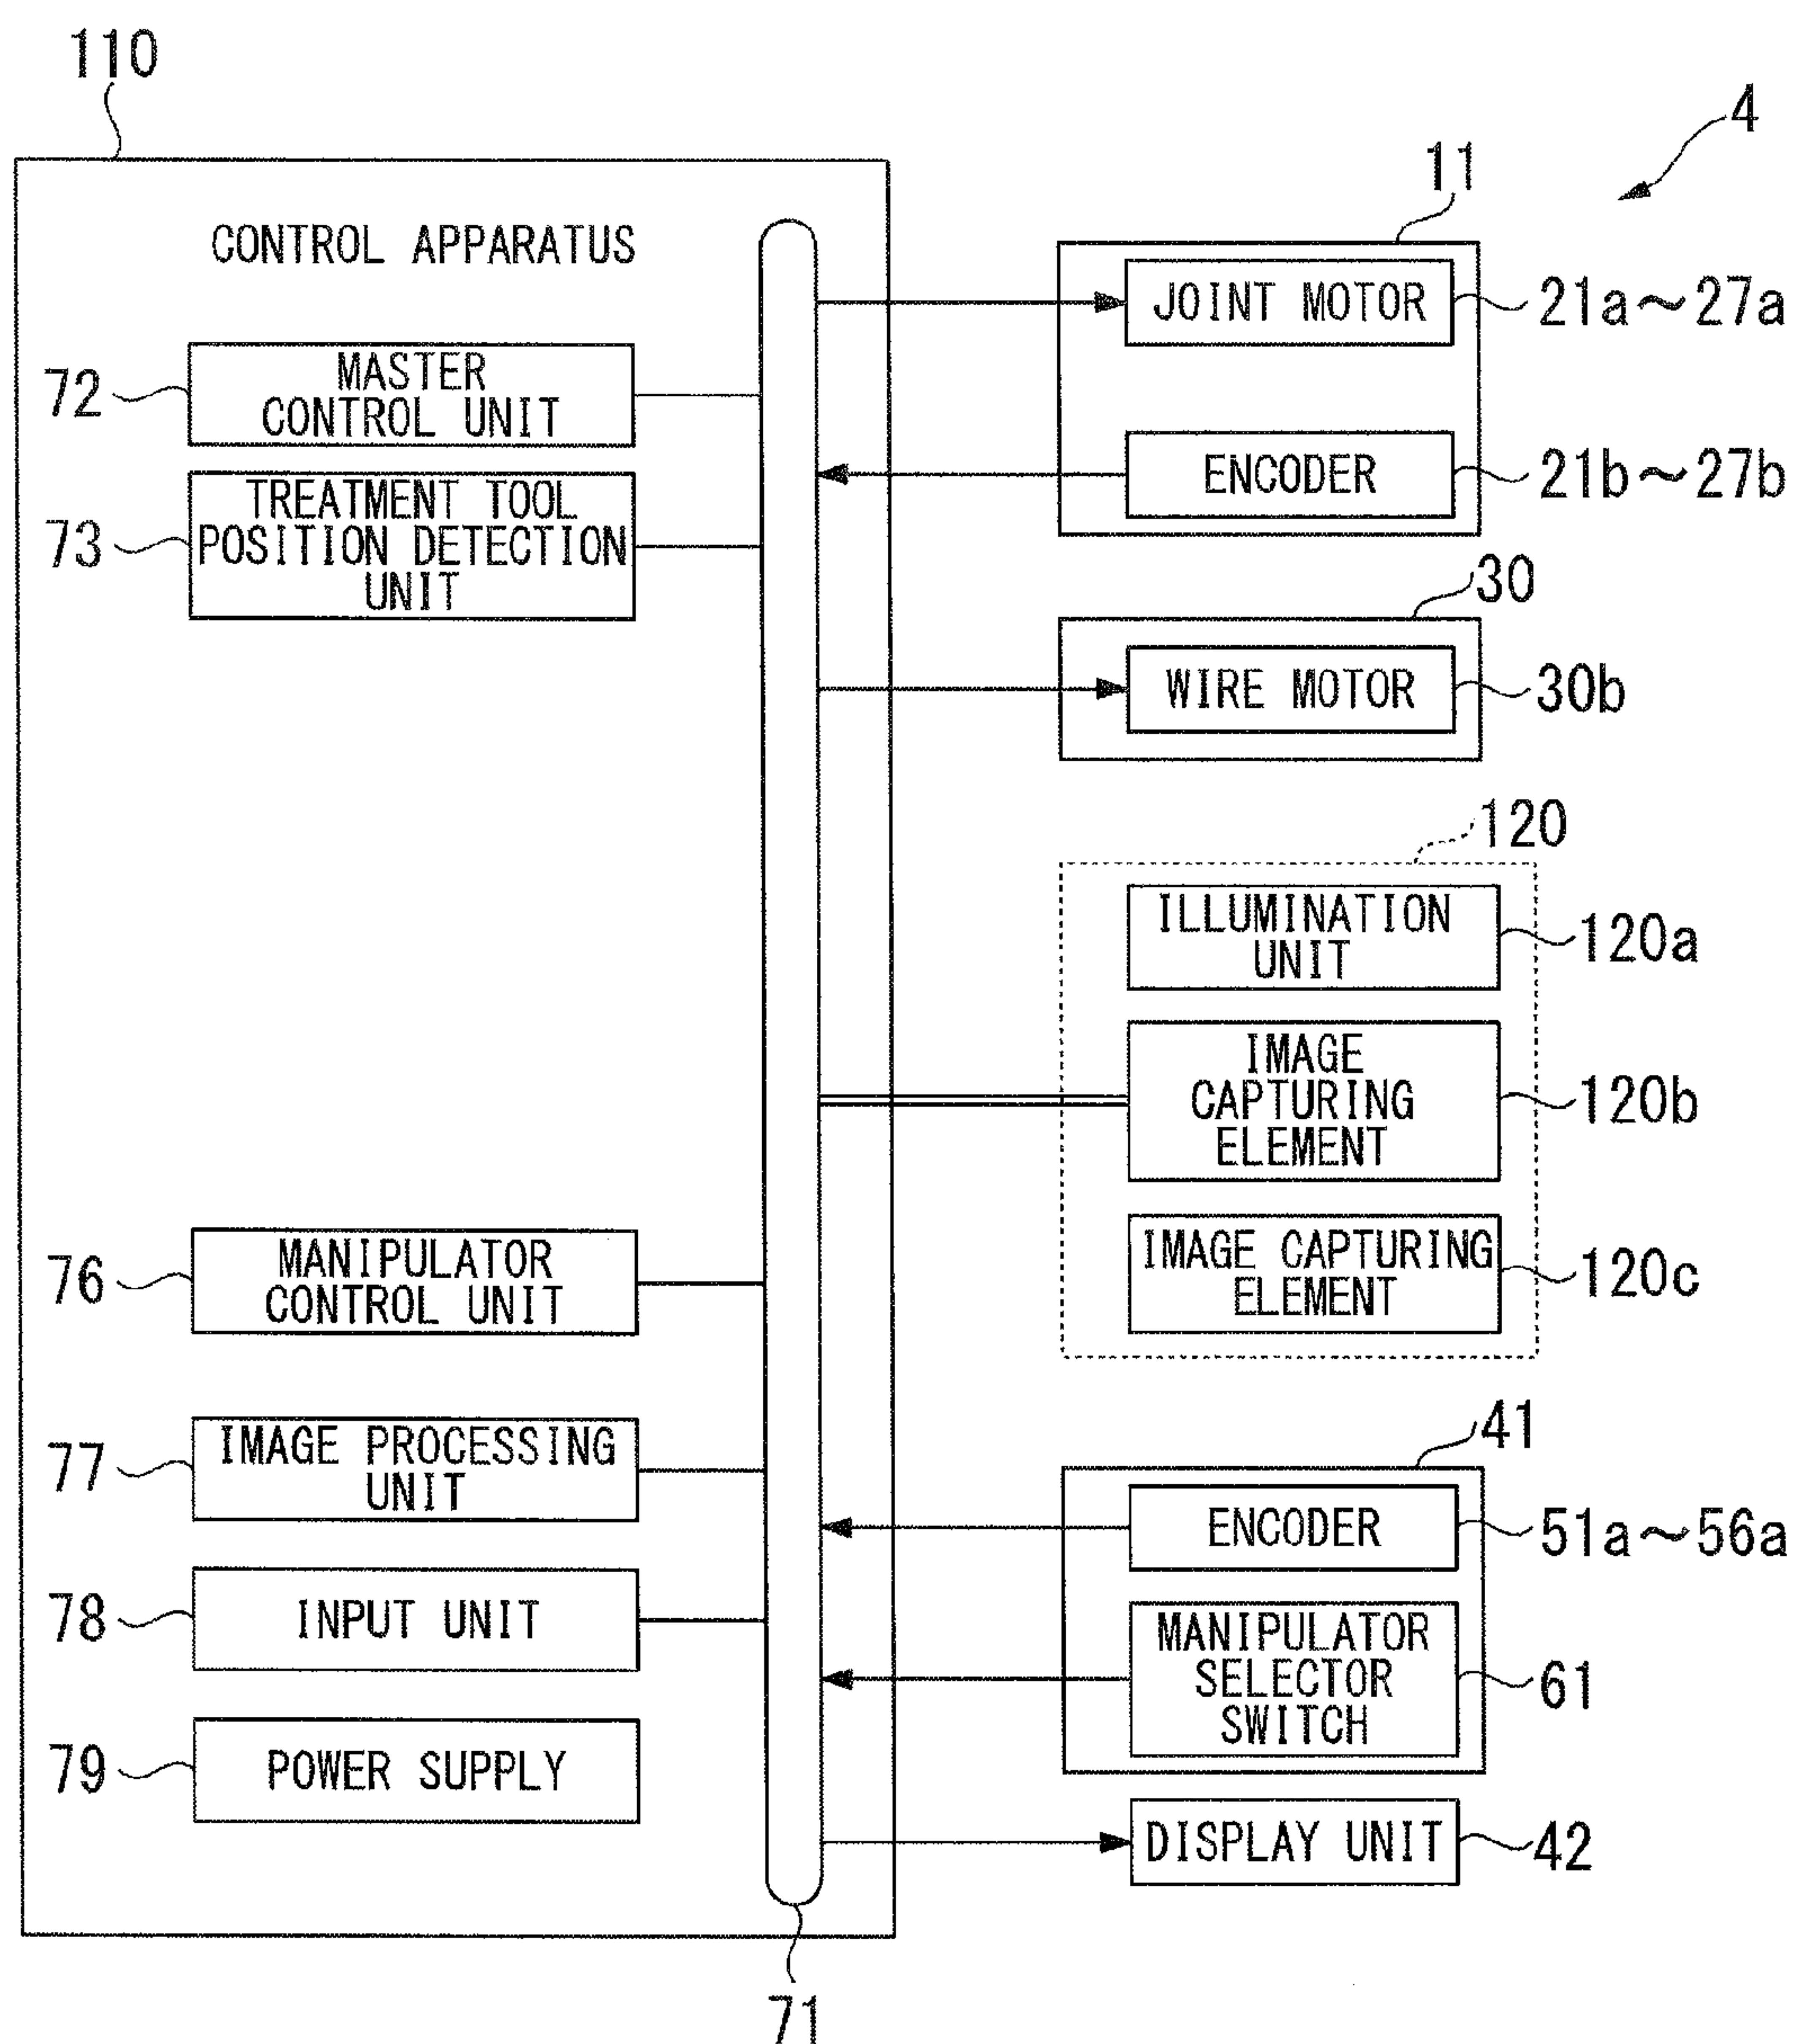 110
4
11
CONTROL APPARATUS
JOINT MOTOR
21a～27a
72
MASTER
CONTROL UNIT
ENCODER
21b～27b
73
TREATMENT TOOL
POSITION DETECTION
UNIT
30
WIRE MOTOR
30b
120
ILLUMINATION
UNIT
120a
IMAGE
CAPTURING
ELEMENT
120b
76
MANIPULATOR
CONTROL UNIT
IMAGE CAPTURING
ELEMENT
120c
77
IMAGE PROCESSING
UNIT
41
ENCODER
51a～56a
78
INPUT UNIT
MANIPULATOR
SELECTOR
SWITCH
61
79
POWER SUPPLY
DISPLAY UNIT
42
71